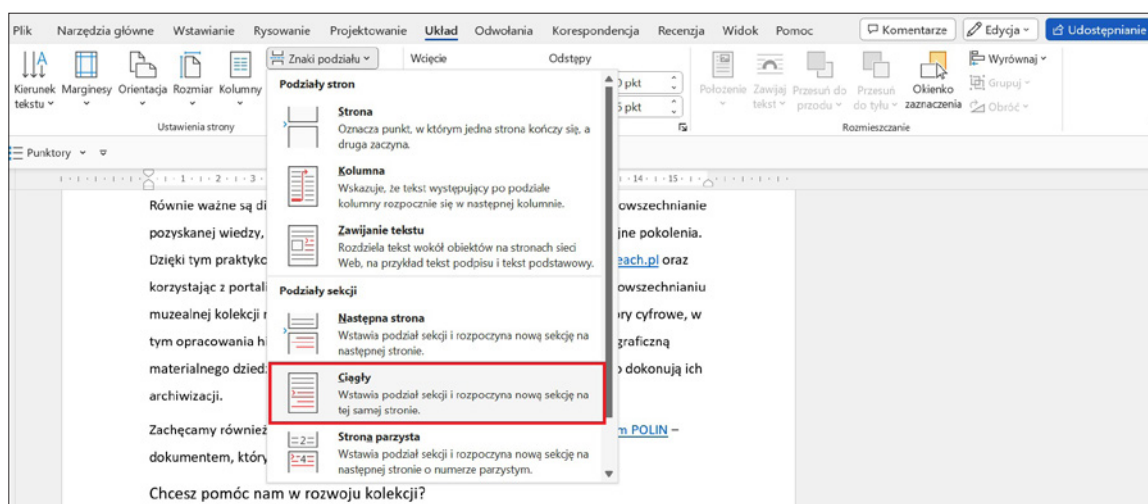 Plik Narzędzia główne Wstawianie Rysowanie Projektowanie Układ Odwołania Korespondencja Recenzja Widok Pomoc Komentarze Edycja Udostępnianie
Znaki podziału Wcięcie Odstępy
Kierunek tekstu Marginesy Orientacja Rozmiar Kolumny
Ustawienia strony
pkt
pkt
Położenie Zawijaj tekst Przesuń do przodu Przesuń do tyłu Okienko zaznaczenia
Wyrównaj
Grupuj
Obróć
Rozmieszczanie
Punktory
1 2 3 14 15
Podziały stron
Strona
Oznacza punkt, w którym jedna strona kończy się, a
druga zaczyna.
Kolumna
Wskazuje, że tekst występujący po podziale
kolumny rozpocznie się w następnej kolumnie.
Zawijanie tekstu
Rozdziela tekst wokół obiektów na stronach sieci
Web, na przykład tekst podpisu i tekst podstawowy.
Podziały sekcji
Następna strona
Wstawia podział sekcji i rozpoczyna nową sekcję na
następnej stronie.
Ciągły
Wstawia podział sekcji i rozpoczyna nową sekcję na
tej samej stronie.
Strona parzysta
Wstawia podział sekcji i rozpoczyna nową sekcję na
następnej stronie o numerze parzystym.
Równie ważne są di owszechnianie
pozyskanej wiedzy, jne pokolenia.
Dzięki tym praktyko each.pl oraz
korzystając z portali owszechnianiu
muzealnej kolekcji ry cyfrowe, w
tym opracowania hi graficzną
materialnego dziedz dokonują ich
archiwizacji.
Zachęcamy również m POLIN –
dokumentem, który
Chcesz pomóc nam w rozwoju kolekcji?